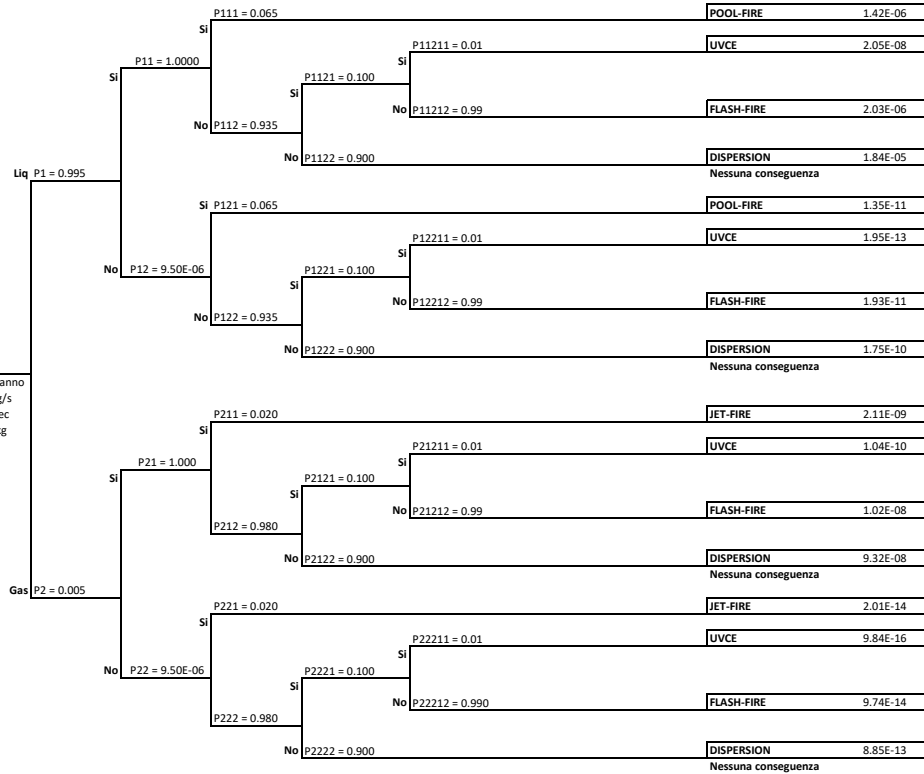 P111 = 0.065 POOL-FIRE 1.42E-06
Si
P11211 = 0.01 UVCE 2.05E-08
P11 = 1.0000 Si
Si P1121 = 0.100
Si
No P11212 = 0.99 FLASH-FIRE 2.03E-06
No P112 = 0.935
No P1122 = 0.900 DISPERSION 1.84E-05
Liq P1 = 0.995 Nessuna conseguenza
Si P121 = 0.065 POOL-FIRE 1.35E-11
P12211 = 0.01 UVCE 1.95E-13
Si
No P12 = 9.50E-06 P1221 = 0.100
Si
No P12212 = 0.99 FLASH-FIRE 1.93E-11
No P122 = 0.935
No P1222 = 0.900 DISPERSION 1.75E-10
Nessuna conseguenza
anno
g/s
ec
P211 = 0.020 JET-FIRE 2.11E-09
Si
P21211 = 0.01 UVCE 1.04E-10
P21 = 1.000 Si
Si P2121 = 0.100
Si
No P21212 = 0.99 FLASH-FIRE 1.02E-08
P212 = 0.980
No P2122 = 0.900 DISPERSION 9.32E-08
Nessuna conseguenza
Gas P2 = 0.005
P221 = 0.020 JET-FIRE 2.01E-14
Si
P22211 = 0.01 UVCE 9.84E-16
Si
No P22 = 9.50E-06 P2221 = 0.100
Si
No P22212 = 0.990 FLASH-FIRE 9.74E-14
P222 = 0.980
No P2222 = 0.900 DISPERSION 8.85E-13
Nessuna conseguenza